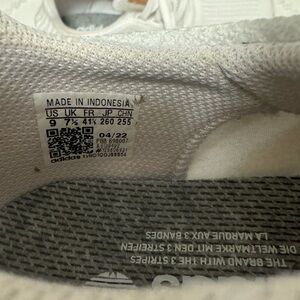 MADE IN INDONESIA
US UK FR JP CHN
9 7½ 41⅓ 260 255
04/22
adidas
THE BRAND WITH THE 3 STRIPES
DIE WELTMARKE MIT DEN 3 STREIFEN
LA MARQUE AUX 3 BANDES